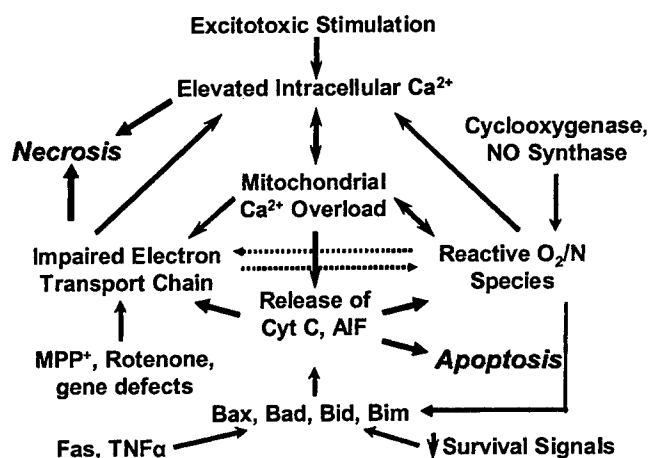 Excitotoxic Stimulation
Elevated Intracellular Ca²⁺
Cyclooxygenase,
NO Synthase
Necrosis
Mitochondrial
Ca²⁺ Overload
Impaired Electron
Transport Chain
Reactive O₂/N
Species
Release of
Cyt C, AIF
Apoptosis
MPP⁺, Rotenone,
gene defects
Bax, Bad, Bid, Bim
Fas, TNFα
Survival Signals